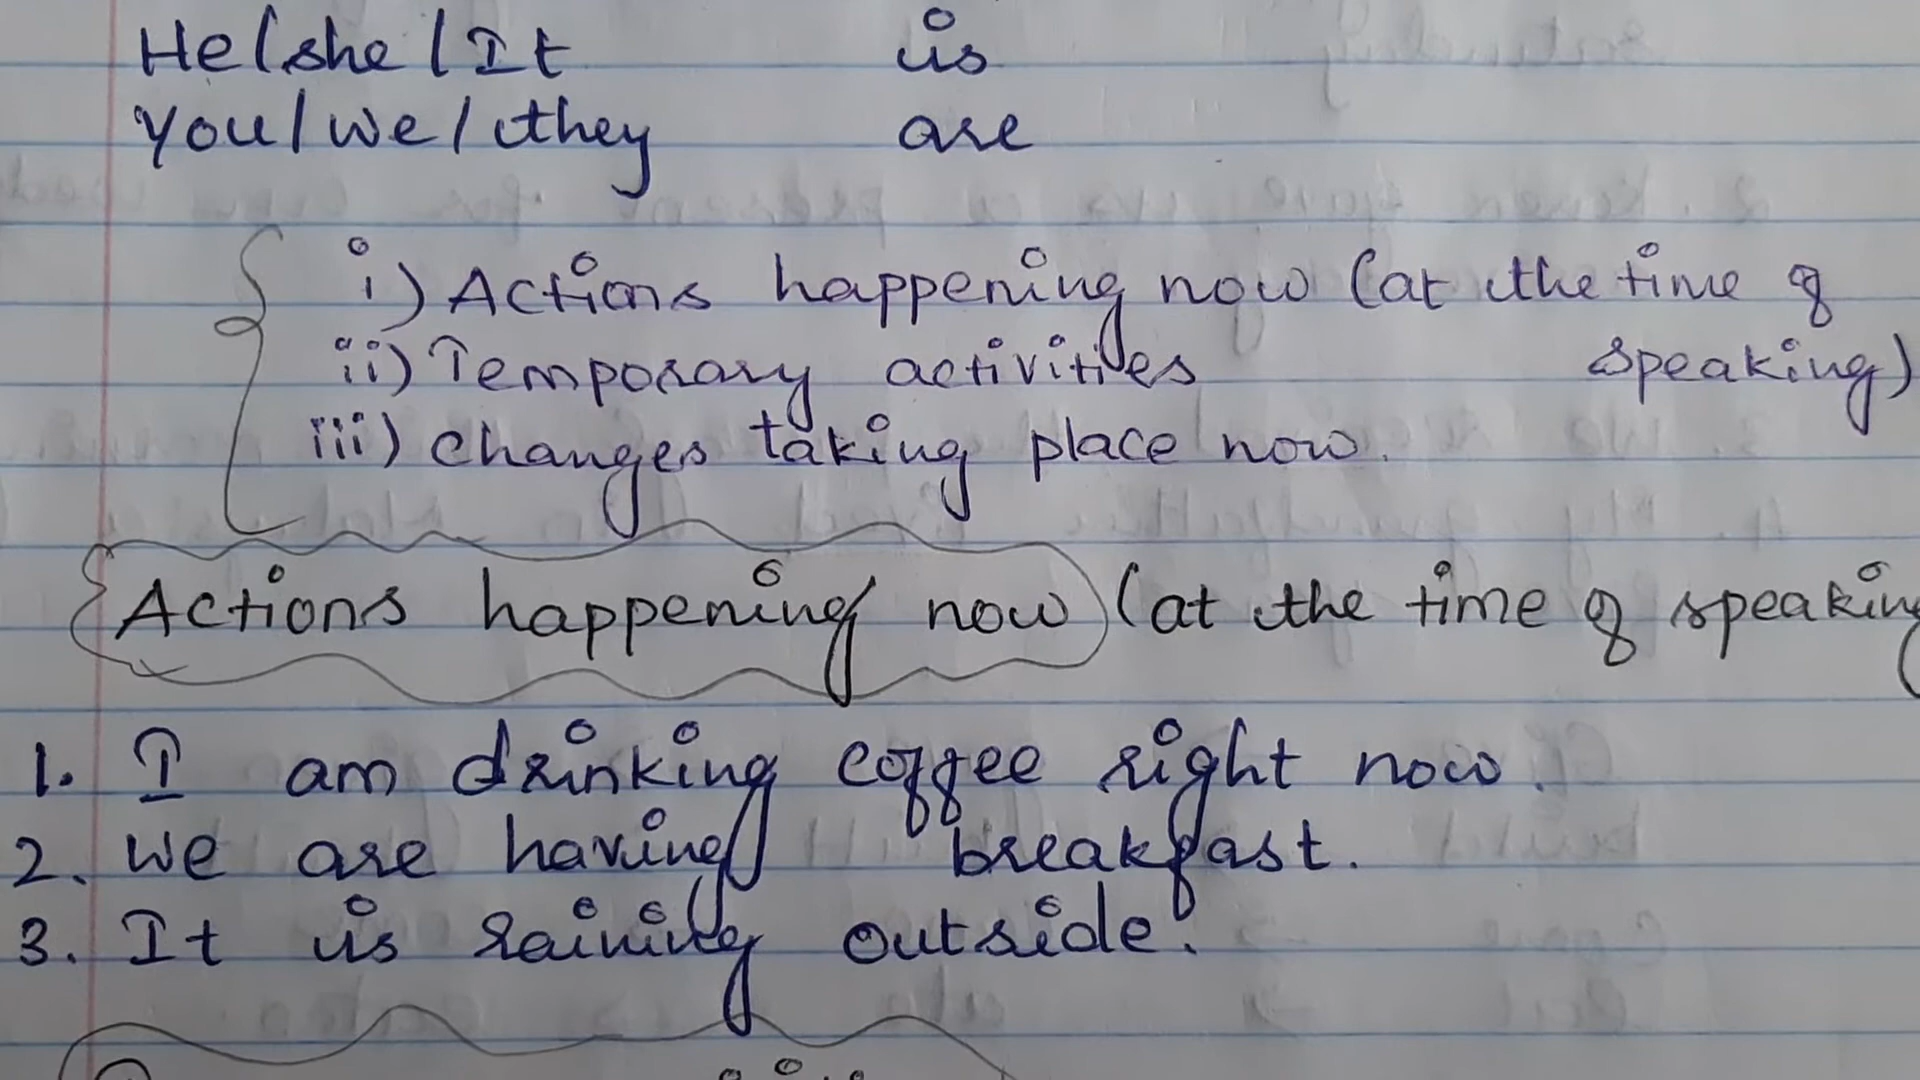 He/she/It is
You/we/they are
i) Actions happening now (at the time of
speaking)
ii) Temporary activities
iii) changes taking place now.
Actions happening now (at the time of speaking
1. I am drinking coffee right now.
2. we are having breakfast.
3. It is raining outside.